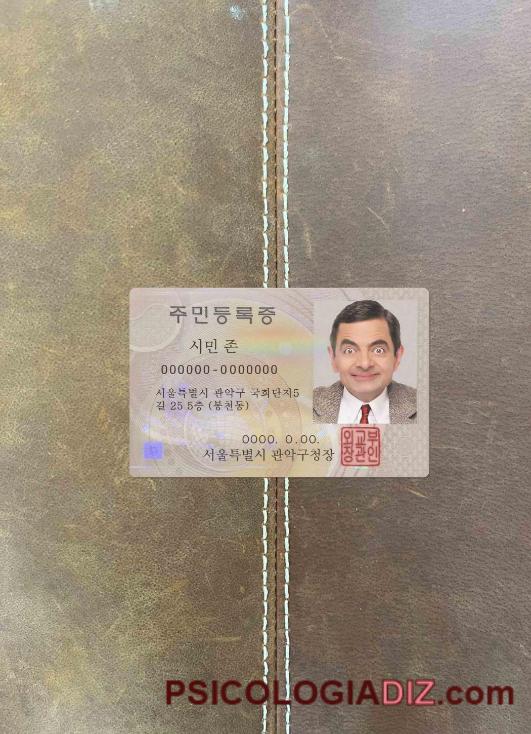 주민등록증
시민 존
000000-0000000
서울특별시 관악구 국회단지5
길 25 5층 (봉천동)
0000. 0.00.
서울특별시 관악구청장
외교부
장관인
PSICOLOGIADIZ.com